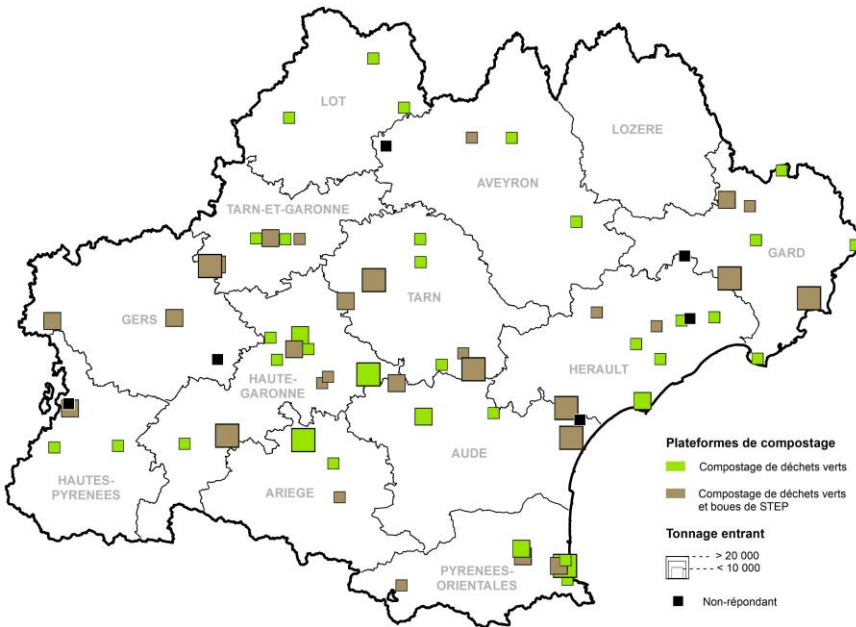 LOT
LOZERE
AVEYRON
TARN-ET-GARONNE
GARD
TARN
GERS
HERAULT
HAUTE-
GARONNE
AUDE
HAUTES-
PYRENEES
ARIEGE
PYRENEES-
ORIENTALES
Plateformes de compostage
Compostage de déchets verts
Compostage de déchets verts
et boues de STEP
Tonnage entrant
> 20 000
< 10 000
Non-répondant